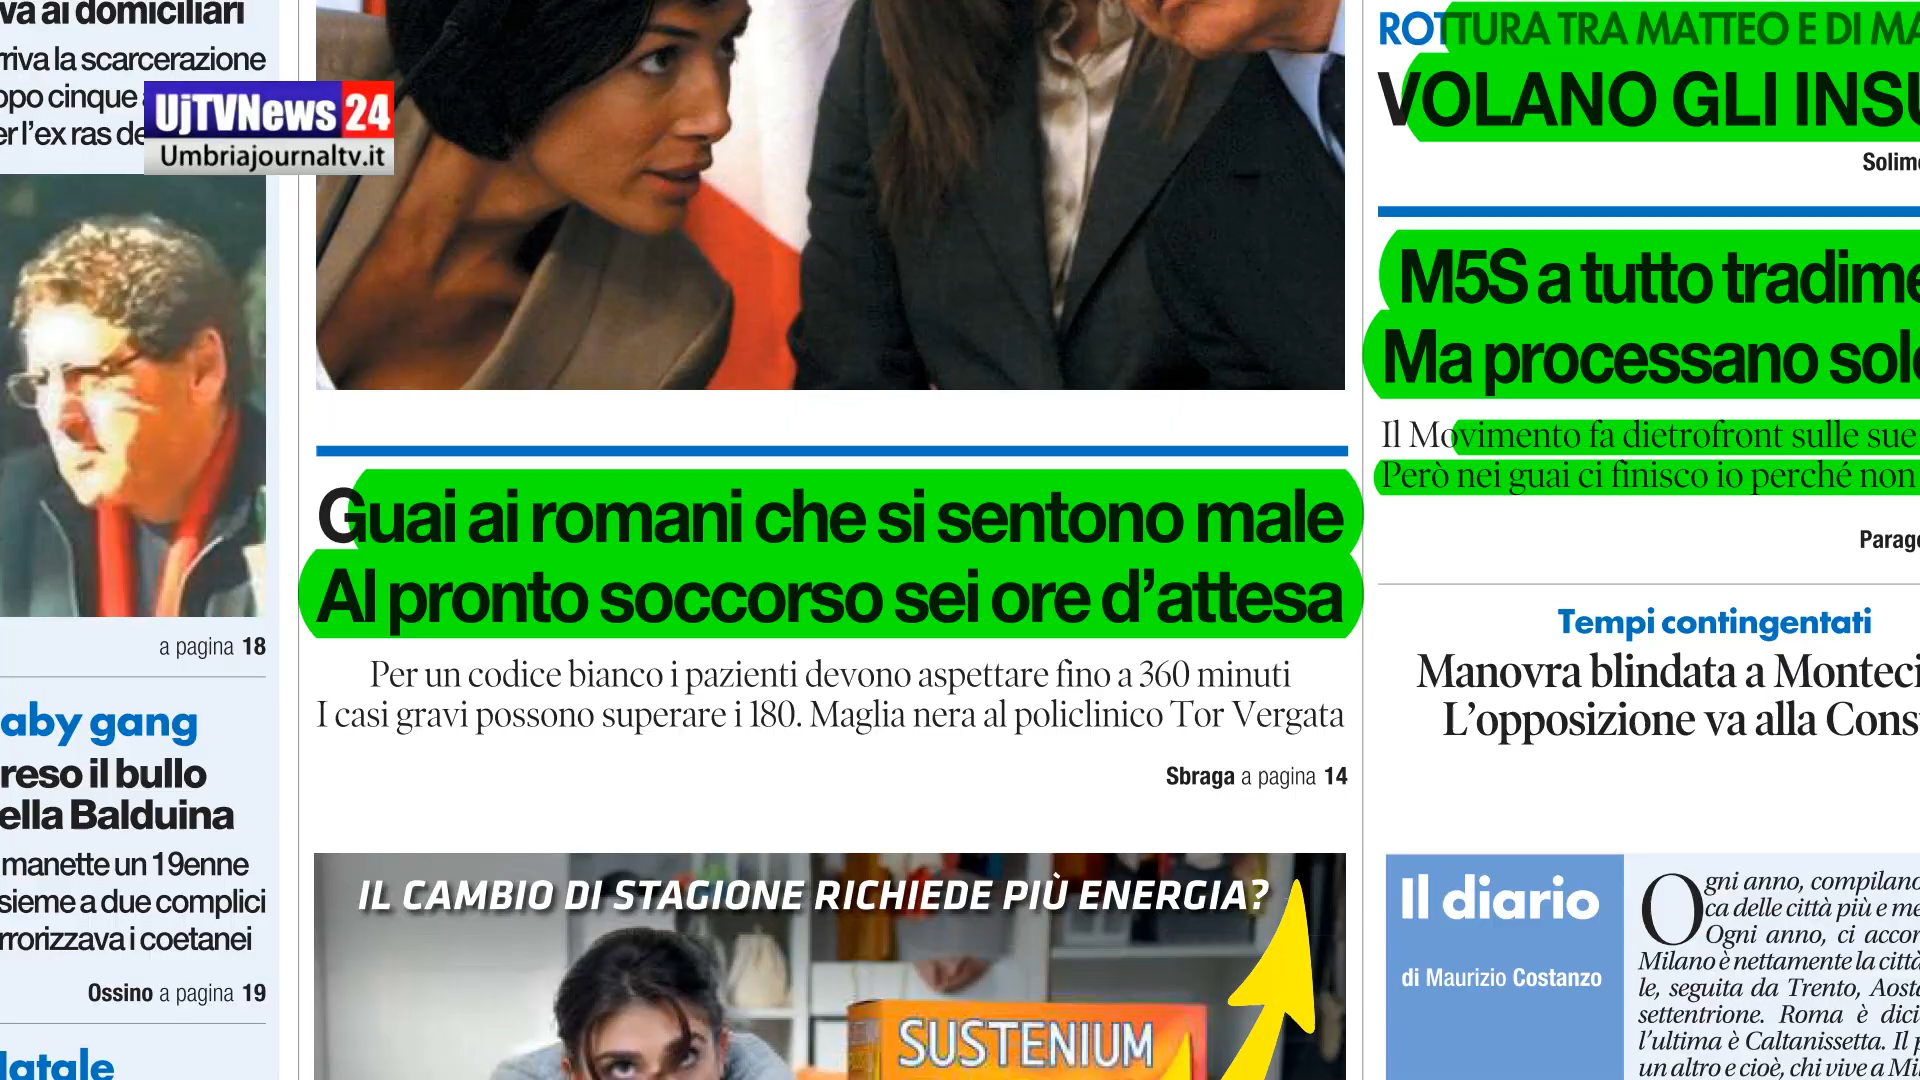 va ai domiciliari
rriva la scarcerazione
opo cinque
er l'ex ras de
UjTVNews 24
Umbriajournaltv.it
a pagina 18
aby gang
reso il bullo
ella Balduina
manette un 19enne
sieme a due complici
rrorizzava i coetanei
Ossino a pagina 19
Natale
Guai ai romani che si sentono male
Al pronto soccorso sei ore d'attesa
Per un codice bianco i pazienti devono aspettare fino a 360 minuti
I casi gravi possono superare i 180. Maglia nera al policlinico Tor Vergata
Sbraga a pagina 14
IL CAMBIO DI STAGIONE RICHIEDE PIÙ ENERGIA?
SUSTENIUM
ROTTURA TRA MATTEO E DI MA
VOLANO GLI INSU
Solime
M5S a tutto tradime
Ma processano solo
Il Movimento fa dietrofront sulle sue
Però nei guai ci finisco io perché non
Parago
Tempi contingentati
Manovra blindata a Monteci
L'opposizione va alla Cons
Il diario
di Maurizio Costanzo
Ogni anno, compilano
ca delle città più e me
Ogni anno, ci accor
Milano è nettamente la città
le, seguita da Trento, Aosta
settentrione. Roma è dici
l'ultima è Caltanissetta. Il p
un altro e cioè, chi vive a Mi